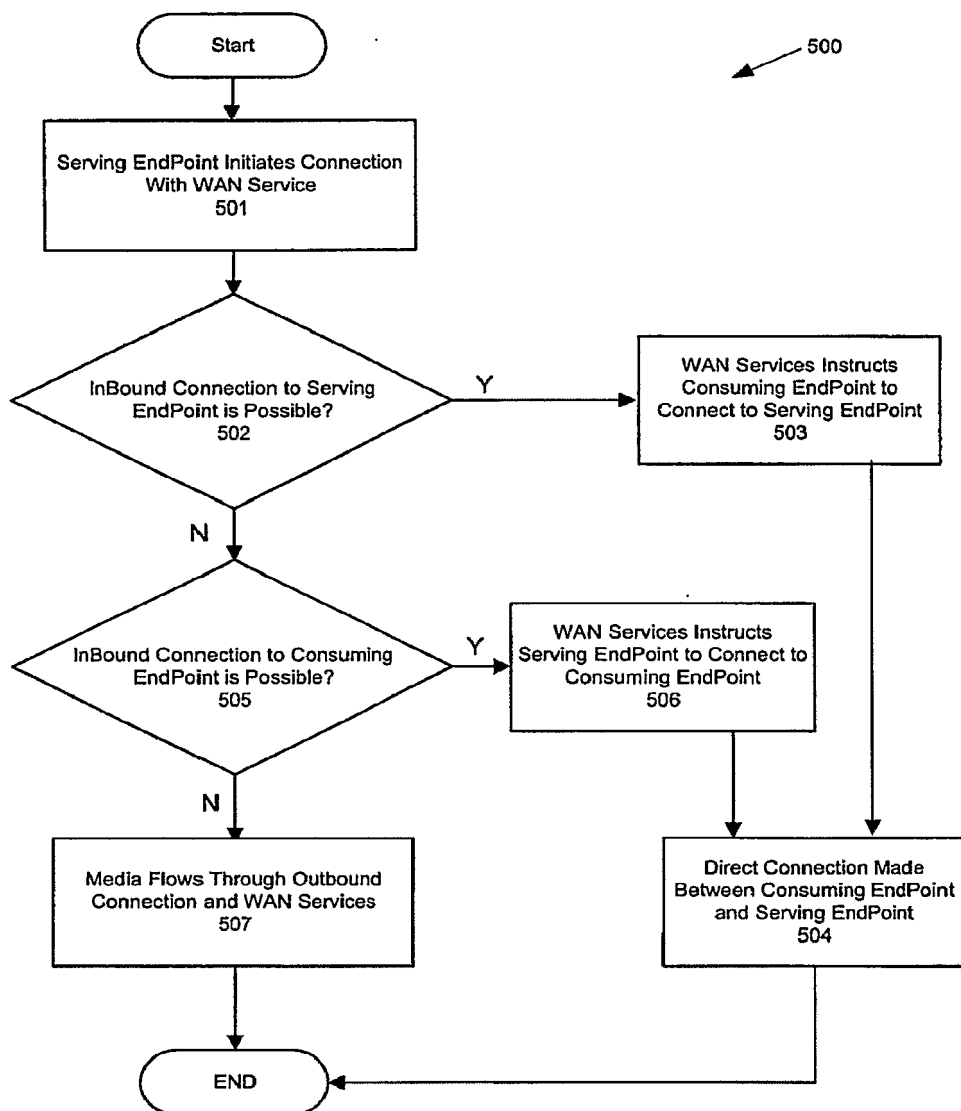 Start
500
Serving EndPoint Initiates Connection
With WAN Service
501
InBound Connection to Serving
EndPoint is Possible?
502
Y
WAN Services Instructs
Consuming EndPoint to
Connect to Serving EndPoint
503
N
InBound Connection to Consuming
EndPoint is Possible?
505
Y
WAN Services Instructs
Serving EndPoint to Connect to
Consuming EndPoint
506
N
Media Flows Through Outbound
Connection and WAN Services
507
Direct Connection Made
Between Consuming EndPoint
and Serving EndPoint
504
END